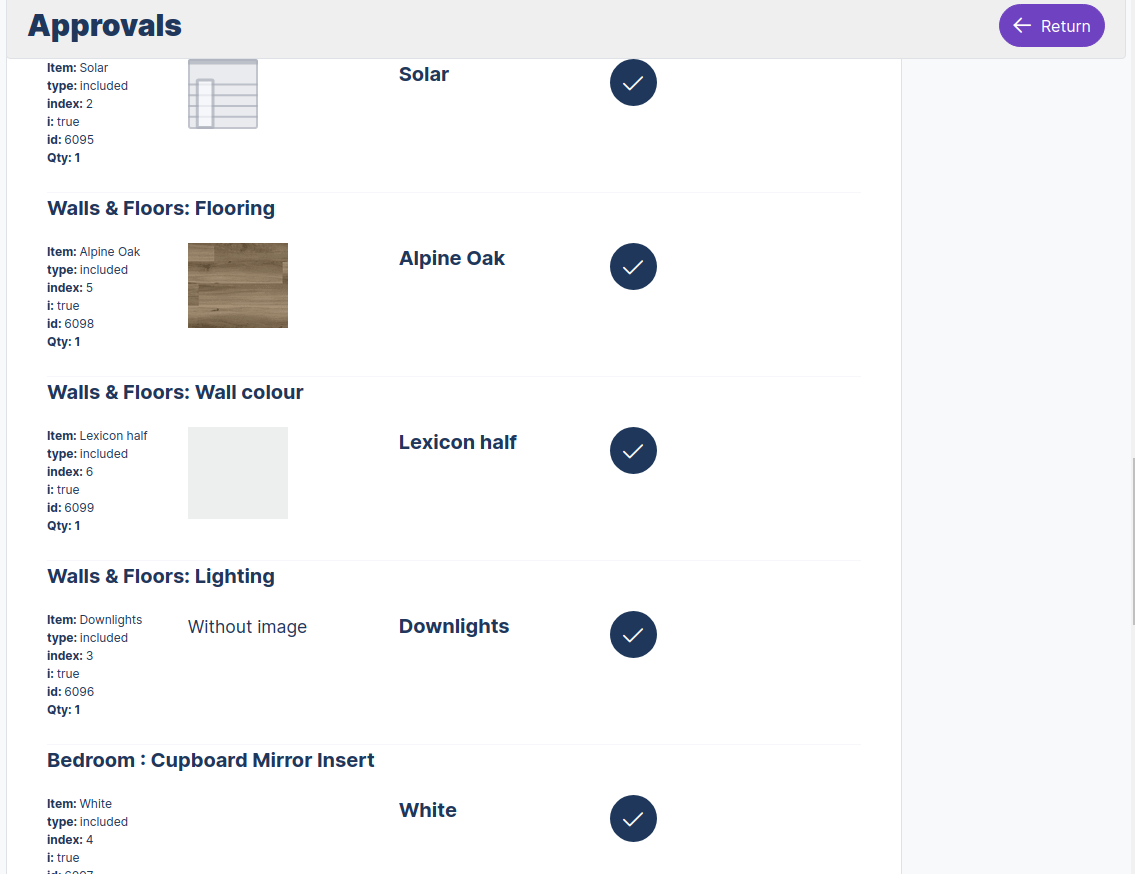 Approvals
Return
Item: Solar
type: included
index: 2
i: true
id: 6095
Qty: 1
Solar
Walls & Floors: Flooring
Item: Alpine Oak
type: included
index: 5
i: true
id: 6098
Qty: 1
Alpine Oak
Walls & Floors: Wall colour
Item: Lexicon half
type: included
index: 6
i: true
id: 6099
Qty: 1
Lexicon half
Walls & Floors: Lighting
Item: Downlights
type: included
index: 3
i: true
id: 6096
Qty: 1
Without image
Downlights
Bedroom : Cupboard Mirror Insert
Item: White
type: included
index: 4
i: true
White